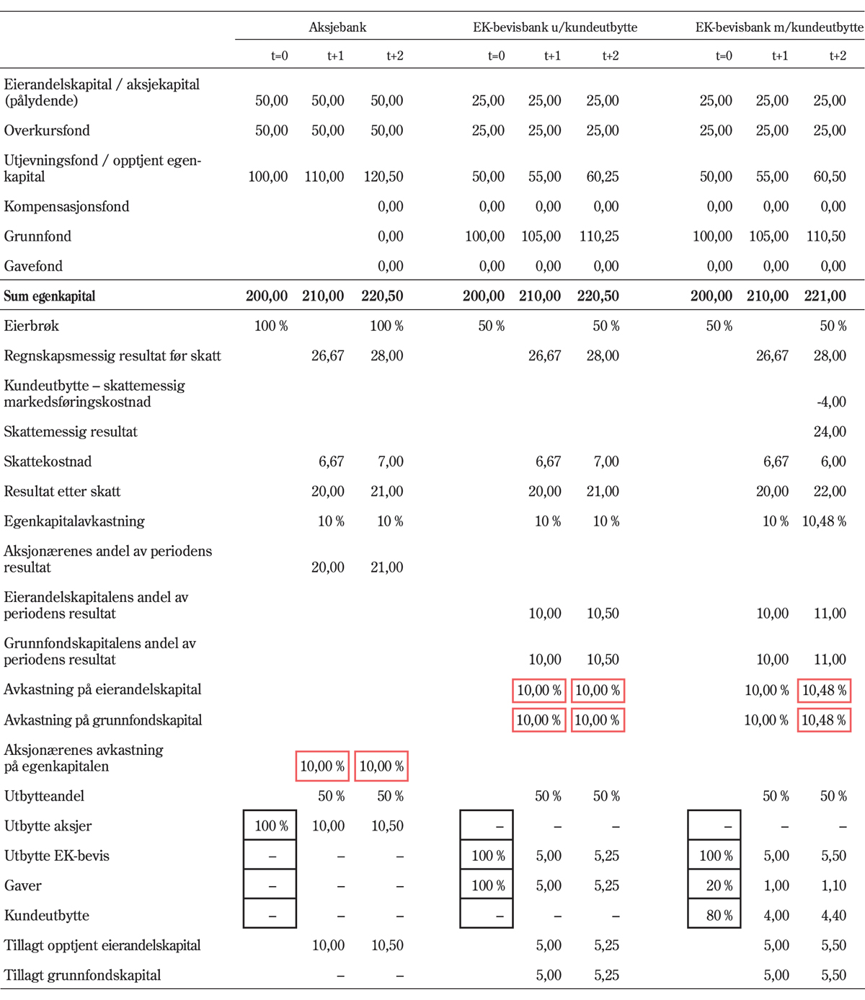 Aksjebank EK-bevisbank u/kundeutbytte EK-bevisbank m/kundeutbytte
t=0 t+1 t+2 t=0 t+1 t+2 t=0 t+1 t+2
Eierandelskapital / aksjekapital
(pålydende) 50,00 50,00 50,00 25,00 25,00 25,00 25,00 25,00 25,00
Overkursfond 50,00 50,00 50,00 25,00 25,00 25,00 25,00 25,00 25,00
Utjevningsfond / opptjent egen-
kapital 100,00 110,00 120,50 50,00 55,00 60,25 50,00 55,00 60,50
Kompensasjonsfond 0,00 0,00 0,00 0,00 0,00 0,00 0,00
Grunnfond 0,00 100,00 105,00 110,25 100,00 105,00 110,50
Gavefond 0,00 0,00 0,00 0,00 0,00 0,00 0,00
Sum egenkapital 200,00 210,00 220,50 200,00 210,00 220,50 200,00 210,00 221,00
Eierbrøk 100 % 100 % 50 % 50 % 50 % 50 %
Regnskapsmessig resultat før skatt 26,67 28,00 26,67 28,00 26,67 28,00
Kundeutbytte – skattemessig
markedsføringskostnad -4,00
Skattemessig resultat 24,00
Skattekostnad 6,67 7,00 6,67 7,00 6,67 6,00
Resultat etter skatt 20,00 21,00 20,00 21,00 20,00 22,00
Egenkapitalavkastning 10 % 10 % 10 % 10 % 10 % 10,48 %
Aksjonærenes andel av periodens
resultat 20,00 21,00
Eierandelskapitalens andel av
periodens resultat 10,00 10,50 10,00 11,00
Grunnfondskapitalens andel av
periodens resultat 10,00 10,50 10,00 11,00
Avkastning på eierandelskapital 10,00 % 10,00 % 10,00 % 10,48 %
Avkastning på grunnfondskapital 10,00 % 10,00 % 10,00 % 10,48 %
Aksjonærenes avkastning
på egenkapitalen 10,00 % 10,00 %
Utbytteandel 50 % 50 % 50 % 50 % 50 % 50 %
Utbytte aksjer 100 % 10,00 10,50 – – – – – –
Utbytte EK-bevis – – – 100 % 5,00 5,25 100 % 5,00 5,50
Gaver – – – 100 % 5,00 5,25 20 % 1,00 1,10
Kundeutbytte – – – – – – 80 % 4,00 4,40
Tillagt opptjent eierandelskapital 10,00 10,50 5,00 5,25 5,00 5,50
Tillagt grunnfondskapital – – 5,00 5,25 5,00 5,50